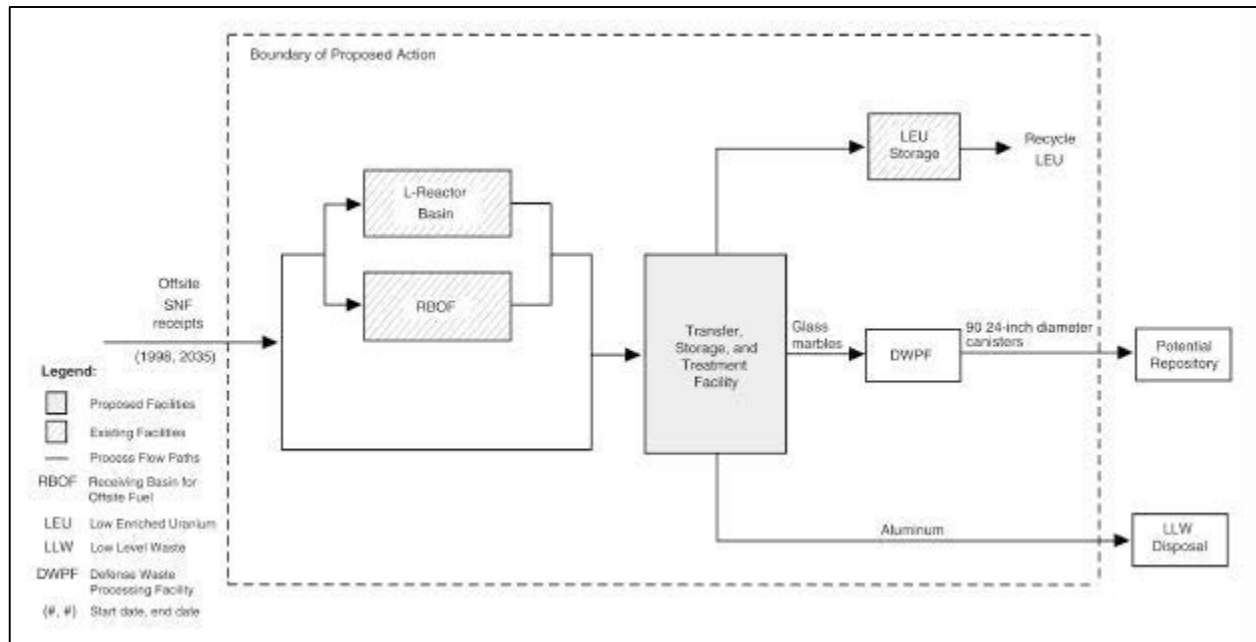 Boundary of Proposed Action
LEU
Storage
Recycle
LEU
L-Reactor
Basin
RBOF
Offsite
SNF
receipts
(1998, 2035)
Transfer,
Storage, and
Treatment
Facility
Glass
marbles
DWPF
90 24-inch diameter
canisters
Potential
Repository
Aluminum
LLW
Disposal
Legend:
Proposed Facilities
Existing Facilities
Process Flow Paths
RBOF Receiving Basin for
Offsite Fuel
LEU Low Enriched Uranium
LLW Low Level Waste
DWPF Defense Waste
Processing Facility
(#, #) Start date, end date